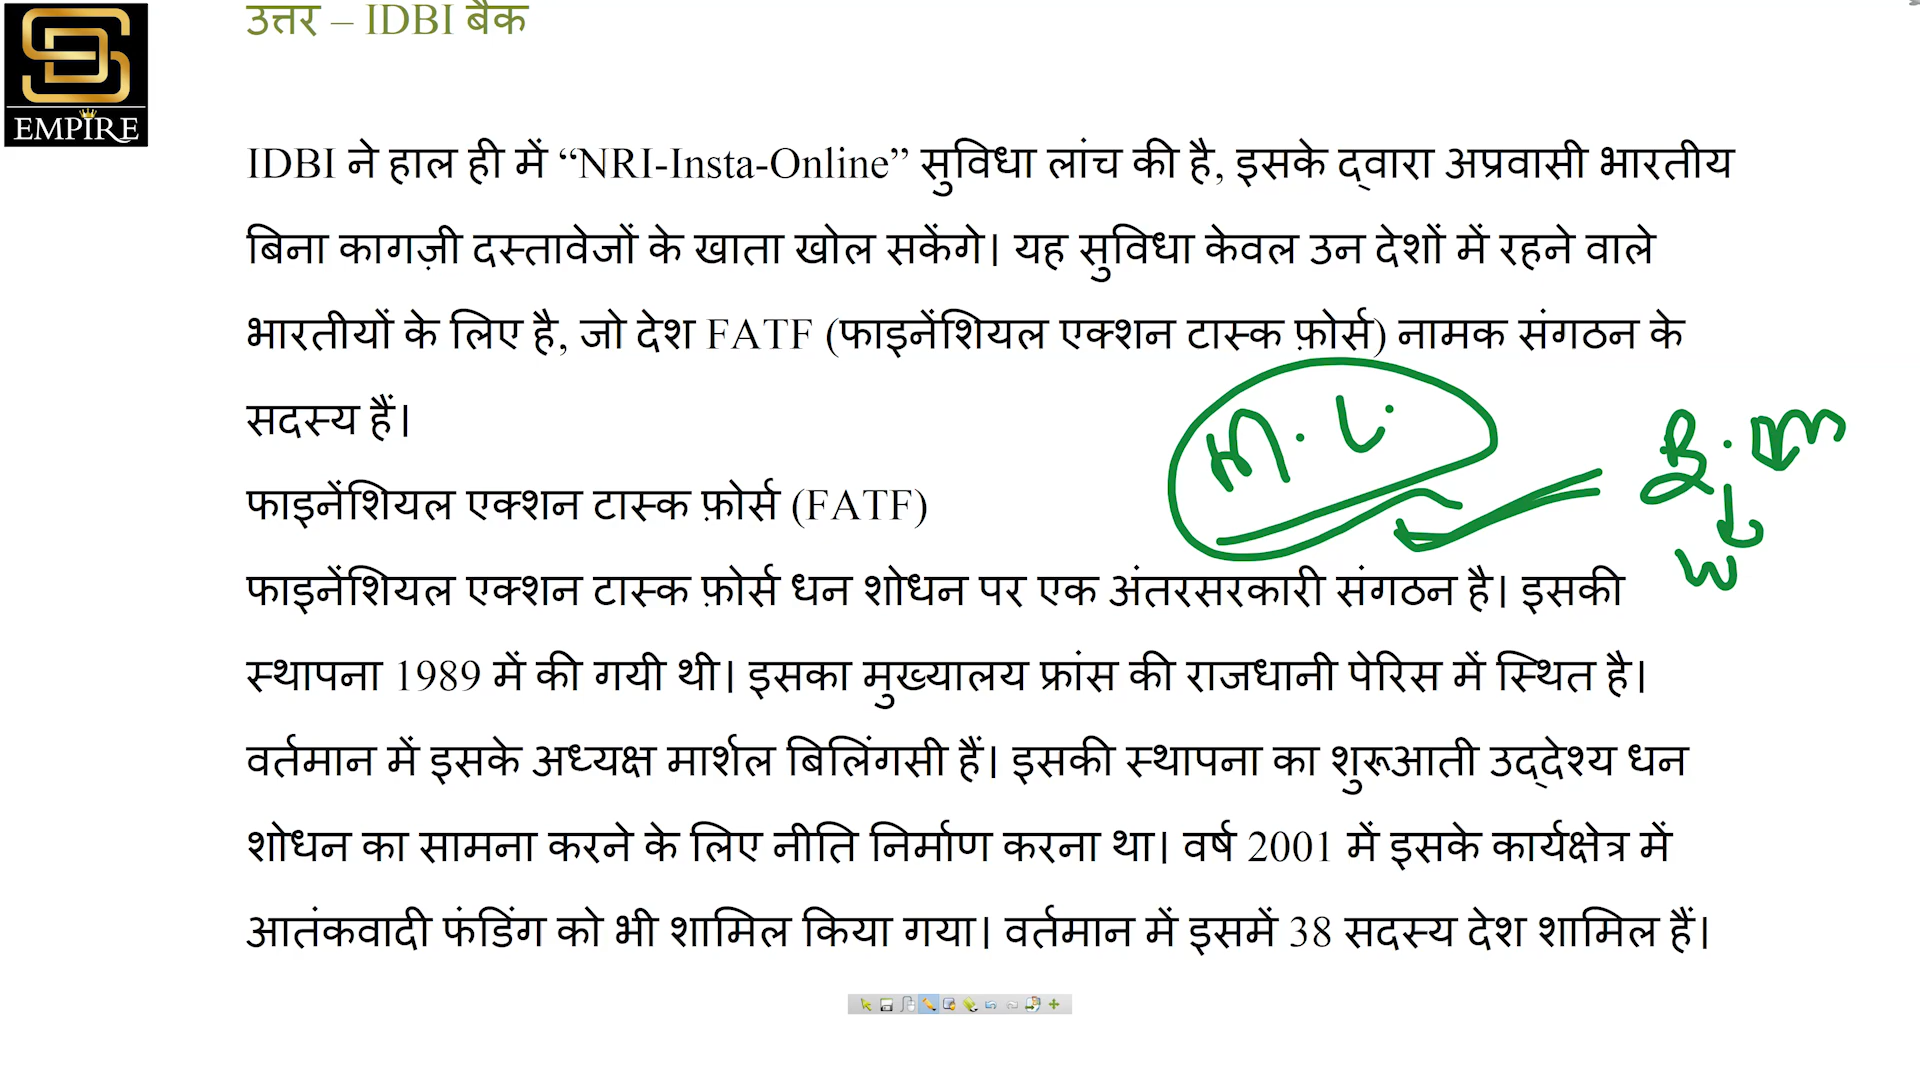 उत्तर – IDBI बैंक
EMPIRE
IDBI ने हाल ही में “NRI-Insta-Online” सुविधा लांच की है, इसके द्वारा अप्रवासी भारतीय
बिना कागज़ी दस्तावेजों के खाता खोल सकेंगे। यह सुविधा केवल उन देशों में रहने वाले
भारतीयों के लिए है, जो देश FATF (फाइनेंशियल एक्शन टास्क फ़ोर्स) नामक संगठन के
सदस्य हैं।
M. L.
फाइनेंशियल एक्शन टास्क फ़ोर्स (FATF)
फाइनेंशियल एक्शन टास्क फ़ोर्स धन शोधन पर एक अंतरसरकारी संगठन है। इसकी
स्थापना 1989 में की गयी थी। इसका मुख्यालय फ्रांस की राजधानी पेरिस में स्थित है।
वर्तमान में इसके अध्यक्ष मार्शल बिलिंगसी हैं। इसकी स्थापना का शुरूआती उद्देश्य धन
शोधन का सामना करने के लिए नीति निर्माण करना था। वर्ष 2001 में इसके कार्यक्षेत्र में
आतंकवादी फंडिंग को भी शामिल किया गया। वर्तमान में इसमें 38 सदस्य देश शामिल हैं।